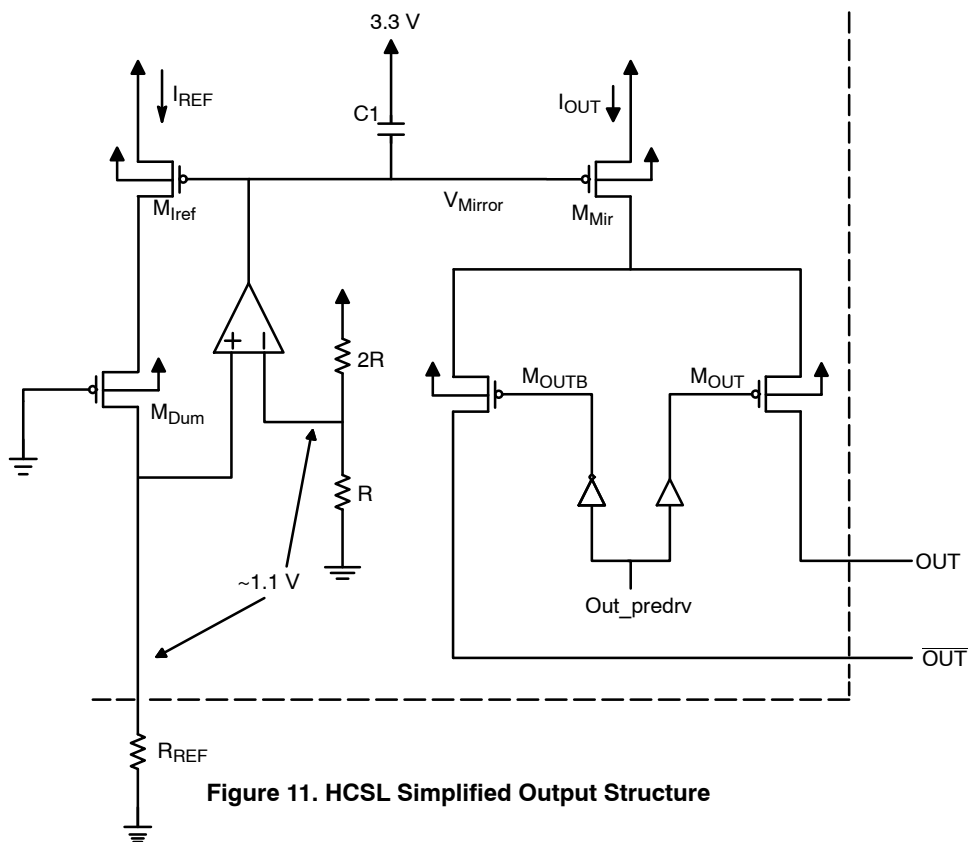 3.3 V
I_REF
C1
I_OUT
M_Iref
V_Mirror
M_Mir
+
−
2R
M_OUTB
M_OUT
M_Dum
R
~1.1 V
Out_predrv
OUT
O̅U̅T̅
R_REF
Figure 11. HCSL Simplified Output Structure